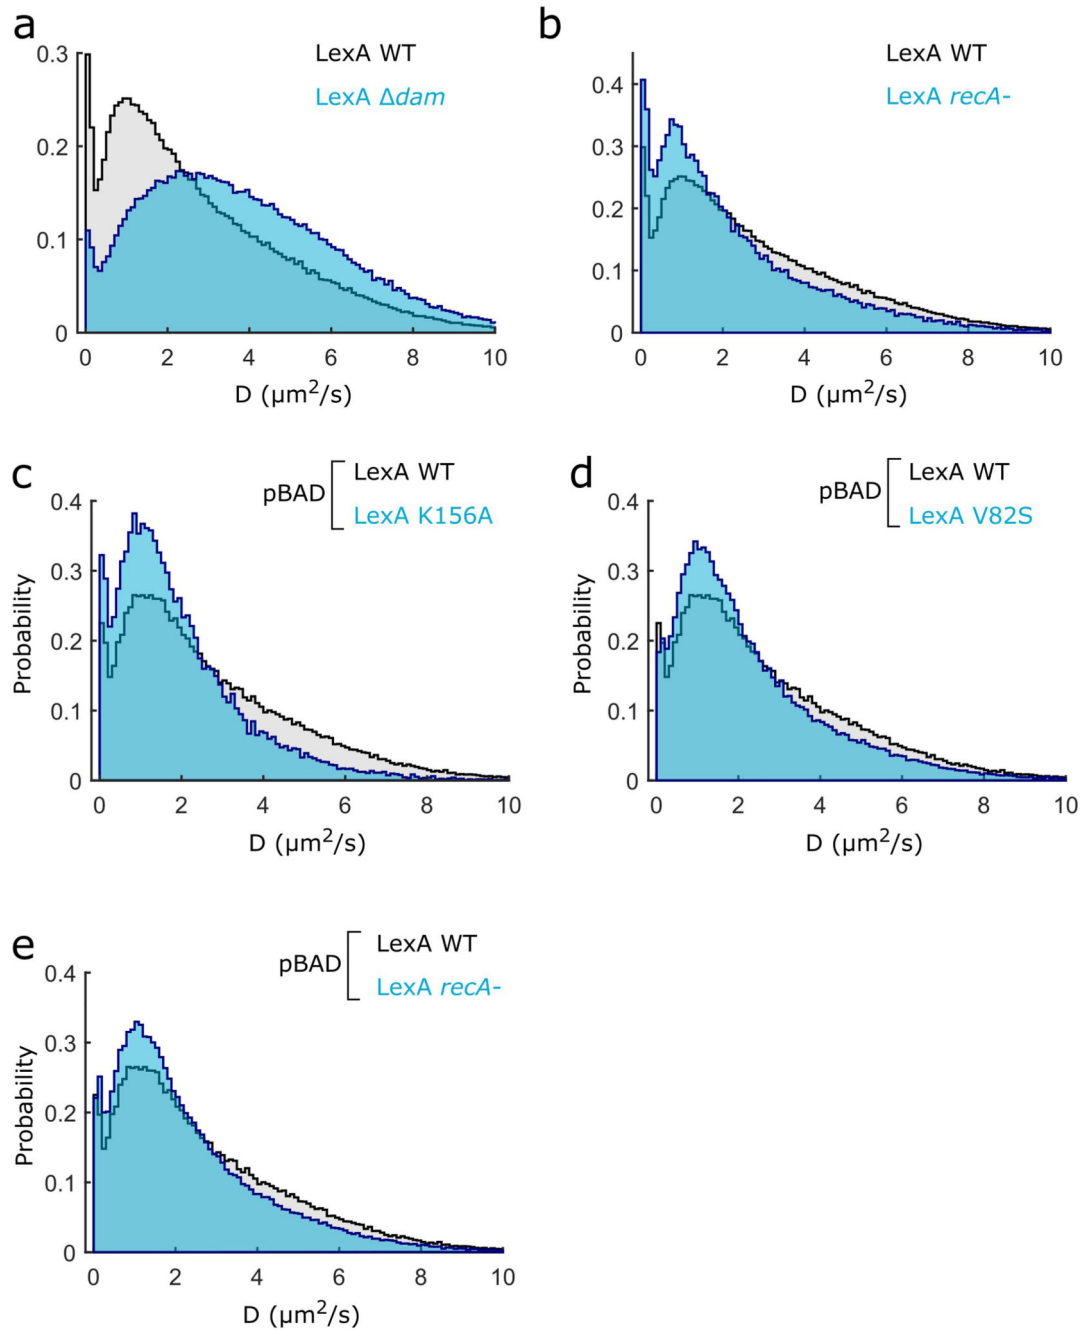 a
LexA WT
LexA Δdam
0.3
0.2
0.1
0
0 2 4 6 8 10
D (µm²/s)
b
LexA WT
LexA recA-
0.4
0.3
0.2
0.1
0
0 2 4 6 8 10
D (µm²/s)
c
pBAD
LexA WT
LexA K156A
Probability
0.4
0.3
0.2
0.1
0
0 2 4 6 8 10
D (µm²/s)
d
pBAD
LexA WT
LexA V82S
Probability
0.4
0.3
0.2
0.1
0
0 2 4 6 8 10
D (µm²/s)
e
pBAD
LexA WT
LexA recA-
Probability
0.4
0.3
0.2
0.1
0
0 2 4 6 8 10
D (µm²/s)